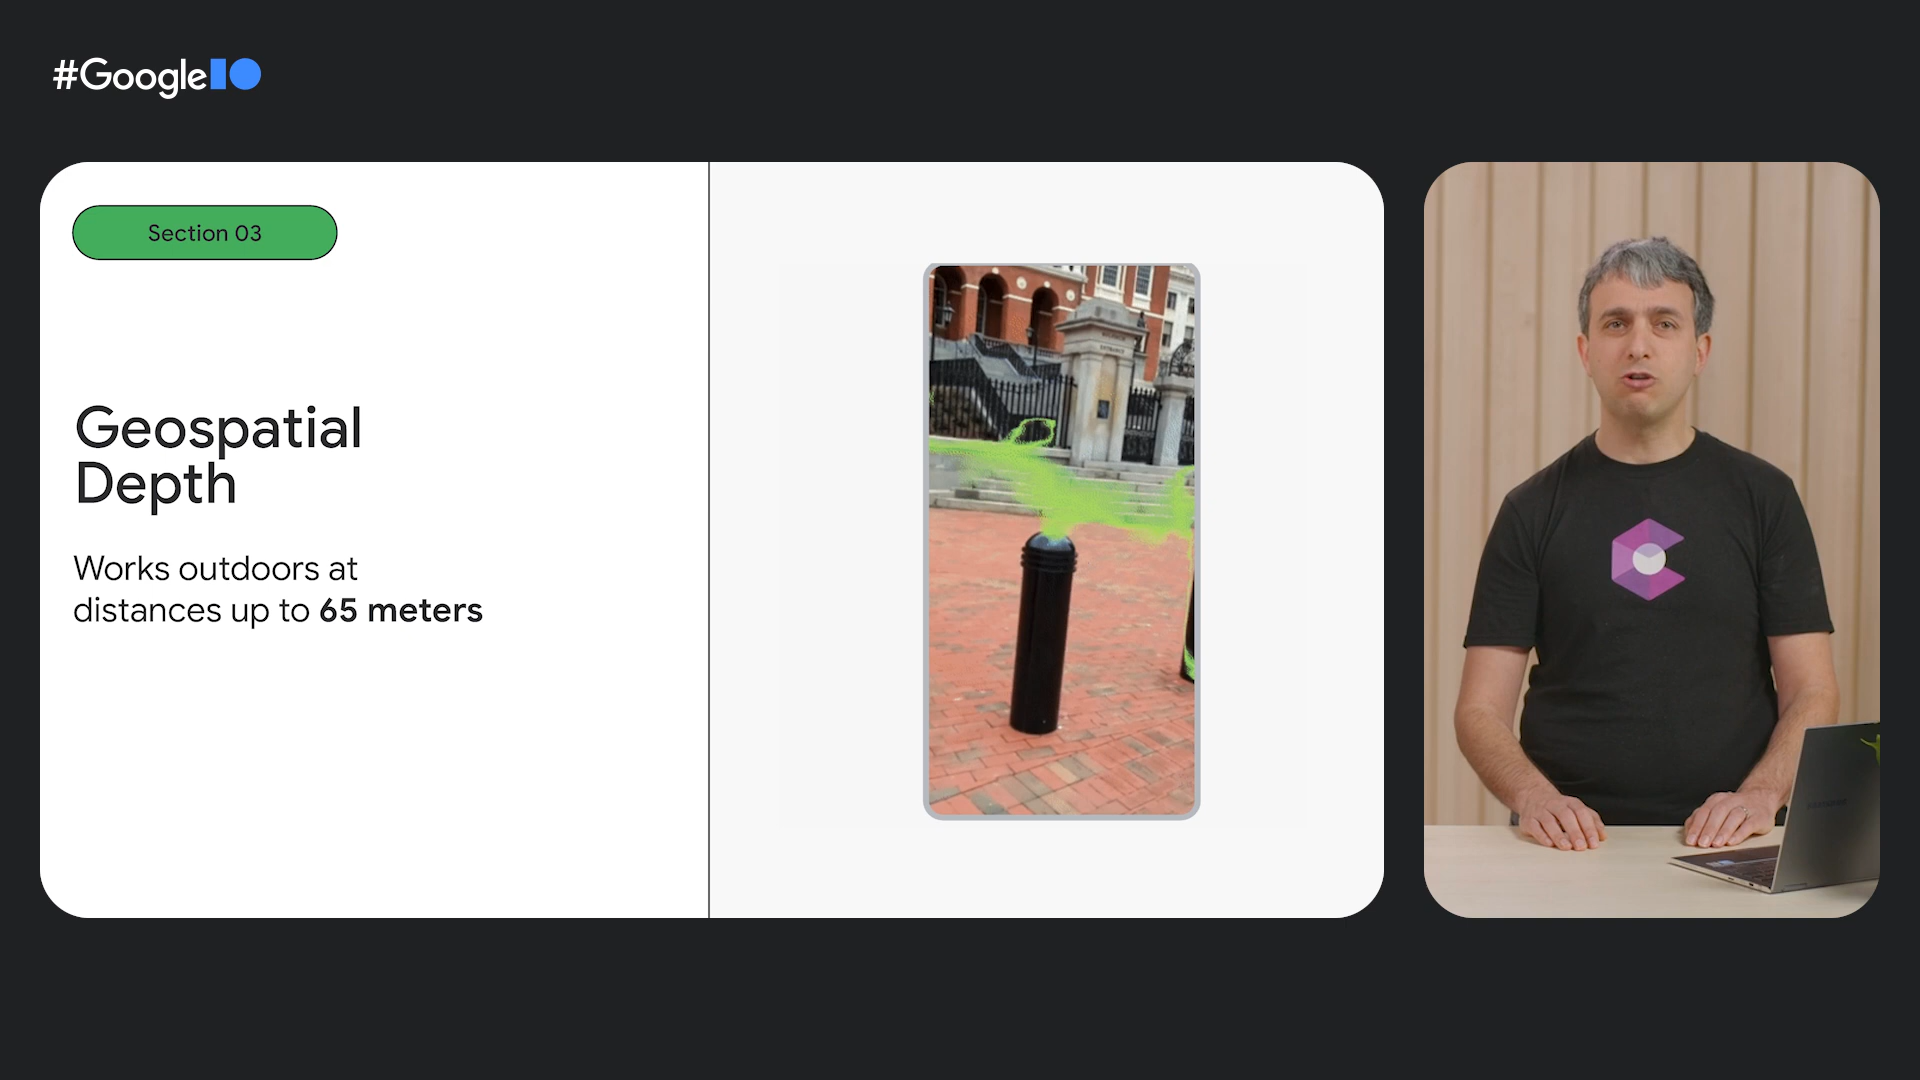 #GoogleIO
Section 03
Geospatial
Depth
Works outdoors at
distances up to 65 meters